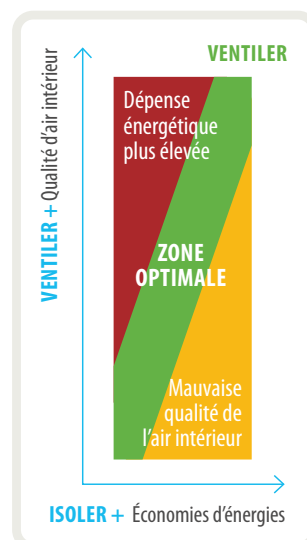 VENTILER
VENTILER + Qualité d'air intérieur
Dépense
énergétique
plus élevée
ZONE
OPTIMALE
Mauvaise
qualité de
l'air intérieur
ISOLER + Économies d'énergies